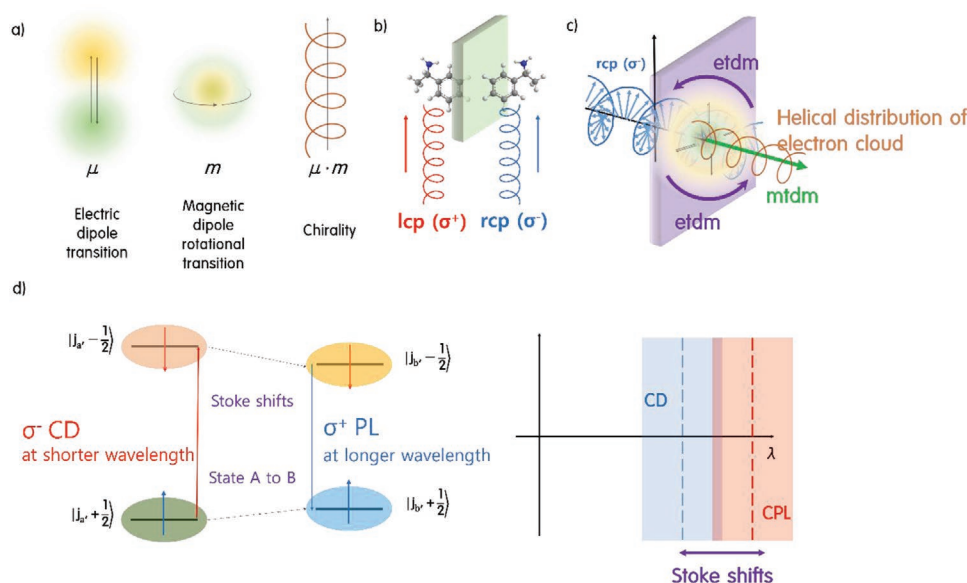 a)
μ
m
μ · m
Electric
dipole
transition
Magnetic
dipole
rotational
transition
Chirality
b)
lcp (σ⁺)
rcp (σ⁻)
c)
rcp (σ⁻)
etdm
Helical distribution of
electron cloud
mtdm
etdm
d)
|jₐ′ − 1/2⟩
|j_b′ − 1/2⟩
Stoke shifts
σ⁻ CD
at shorter wavelength
σ⁺ PL
at longer wavelength
State A to B
|jₐ′ + 1/2⟩
|j_b′ + 1/2⟩
CD
λ
CPL
Stoke shifts